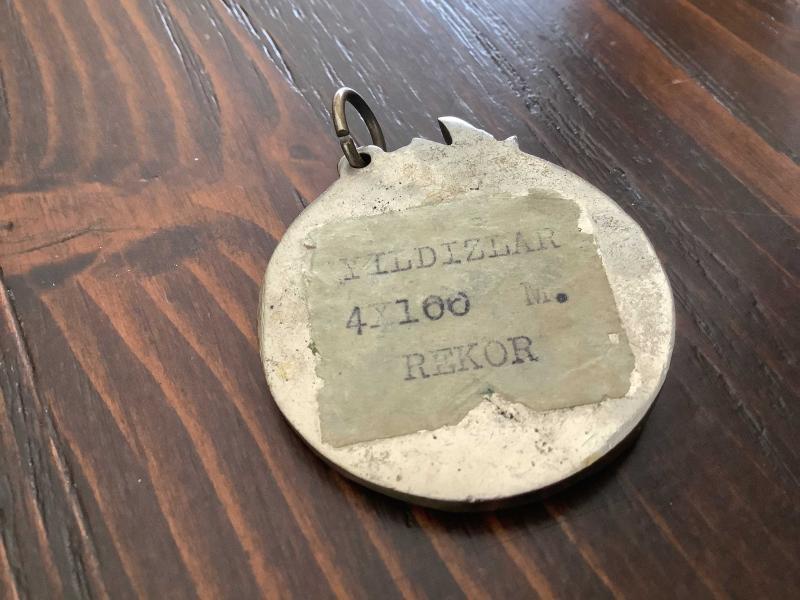 YILDIZLAR
4X100 M.
REKOR